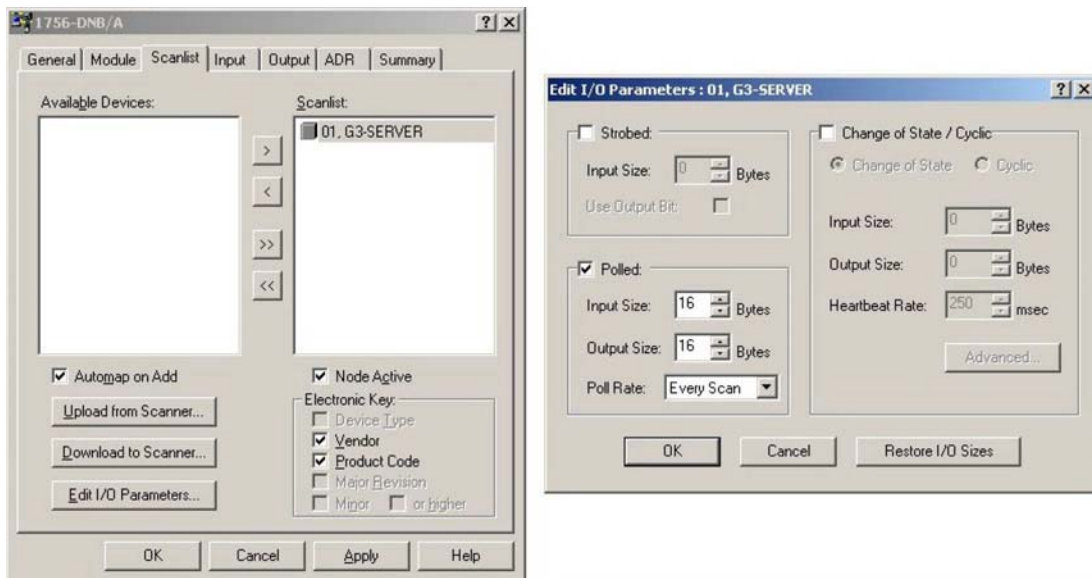 1756-DNB/A
General Module Scanlist Input Output ADR Summary
Available Devices:
Scanlist:
01, G3-SERVER
>
<
>>
<<
Automap on Add
Node Active
Upload from Scanner...
Download to Scanner...
Edit I/O Parameters...
Electronic Key:
Device Type
Vendor
Product Code
Major Revision
Minor or higher
OK Cancel Apply Help
Edit I/O Parameters : 01, G3-SERVER
Strobed:
Input Size: 0 Bytes
Use Output Bit:
Polled:
Input Size: 16 Bytes
Output Size: 16 Bytes
Poll Rate: Every Scan
Change of State / Cyclic
Change of State Cyclic
Input Size: 0 Bytes
Output Size: 0 Bytes
Heartbeat Rate: 250 msec
Advanced...
OK Cancel Restore I/O Sizes